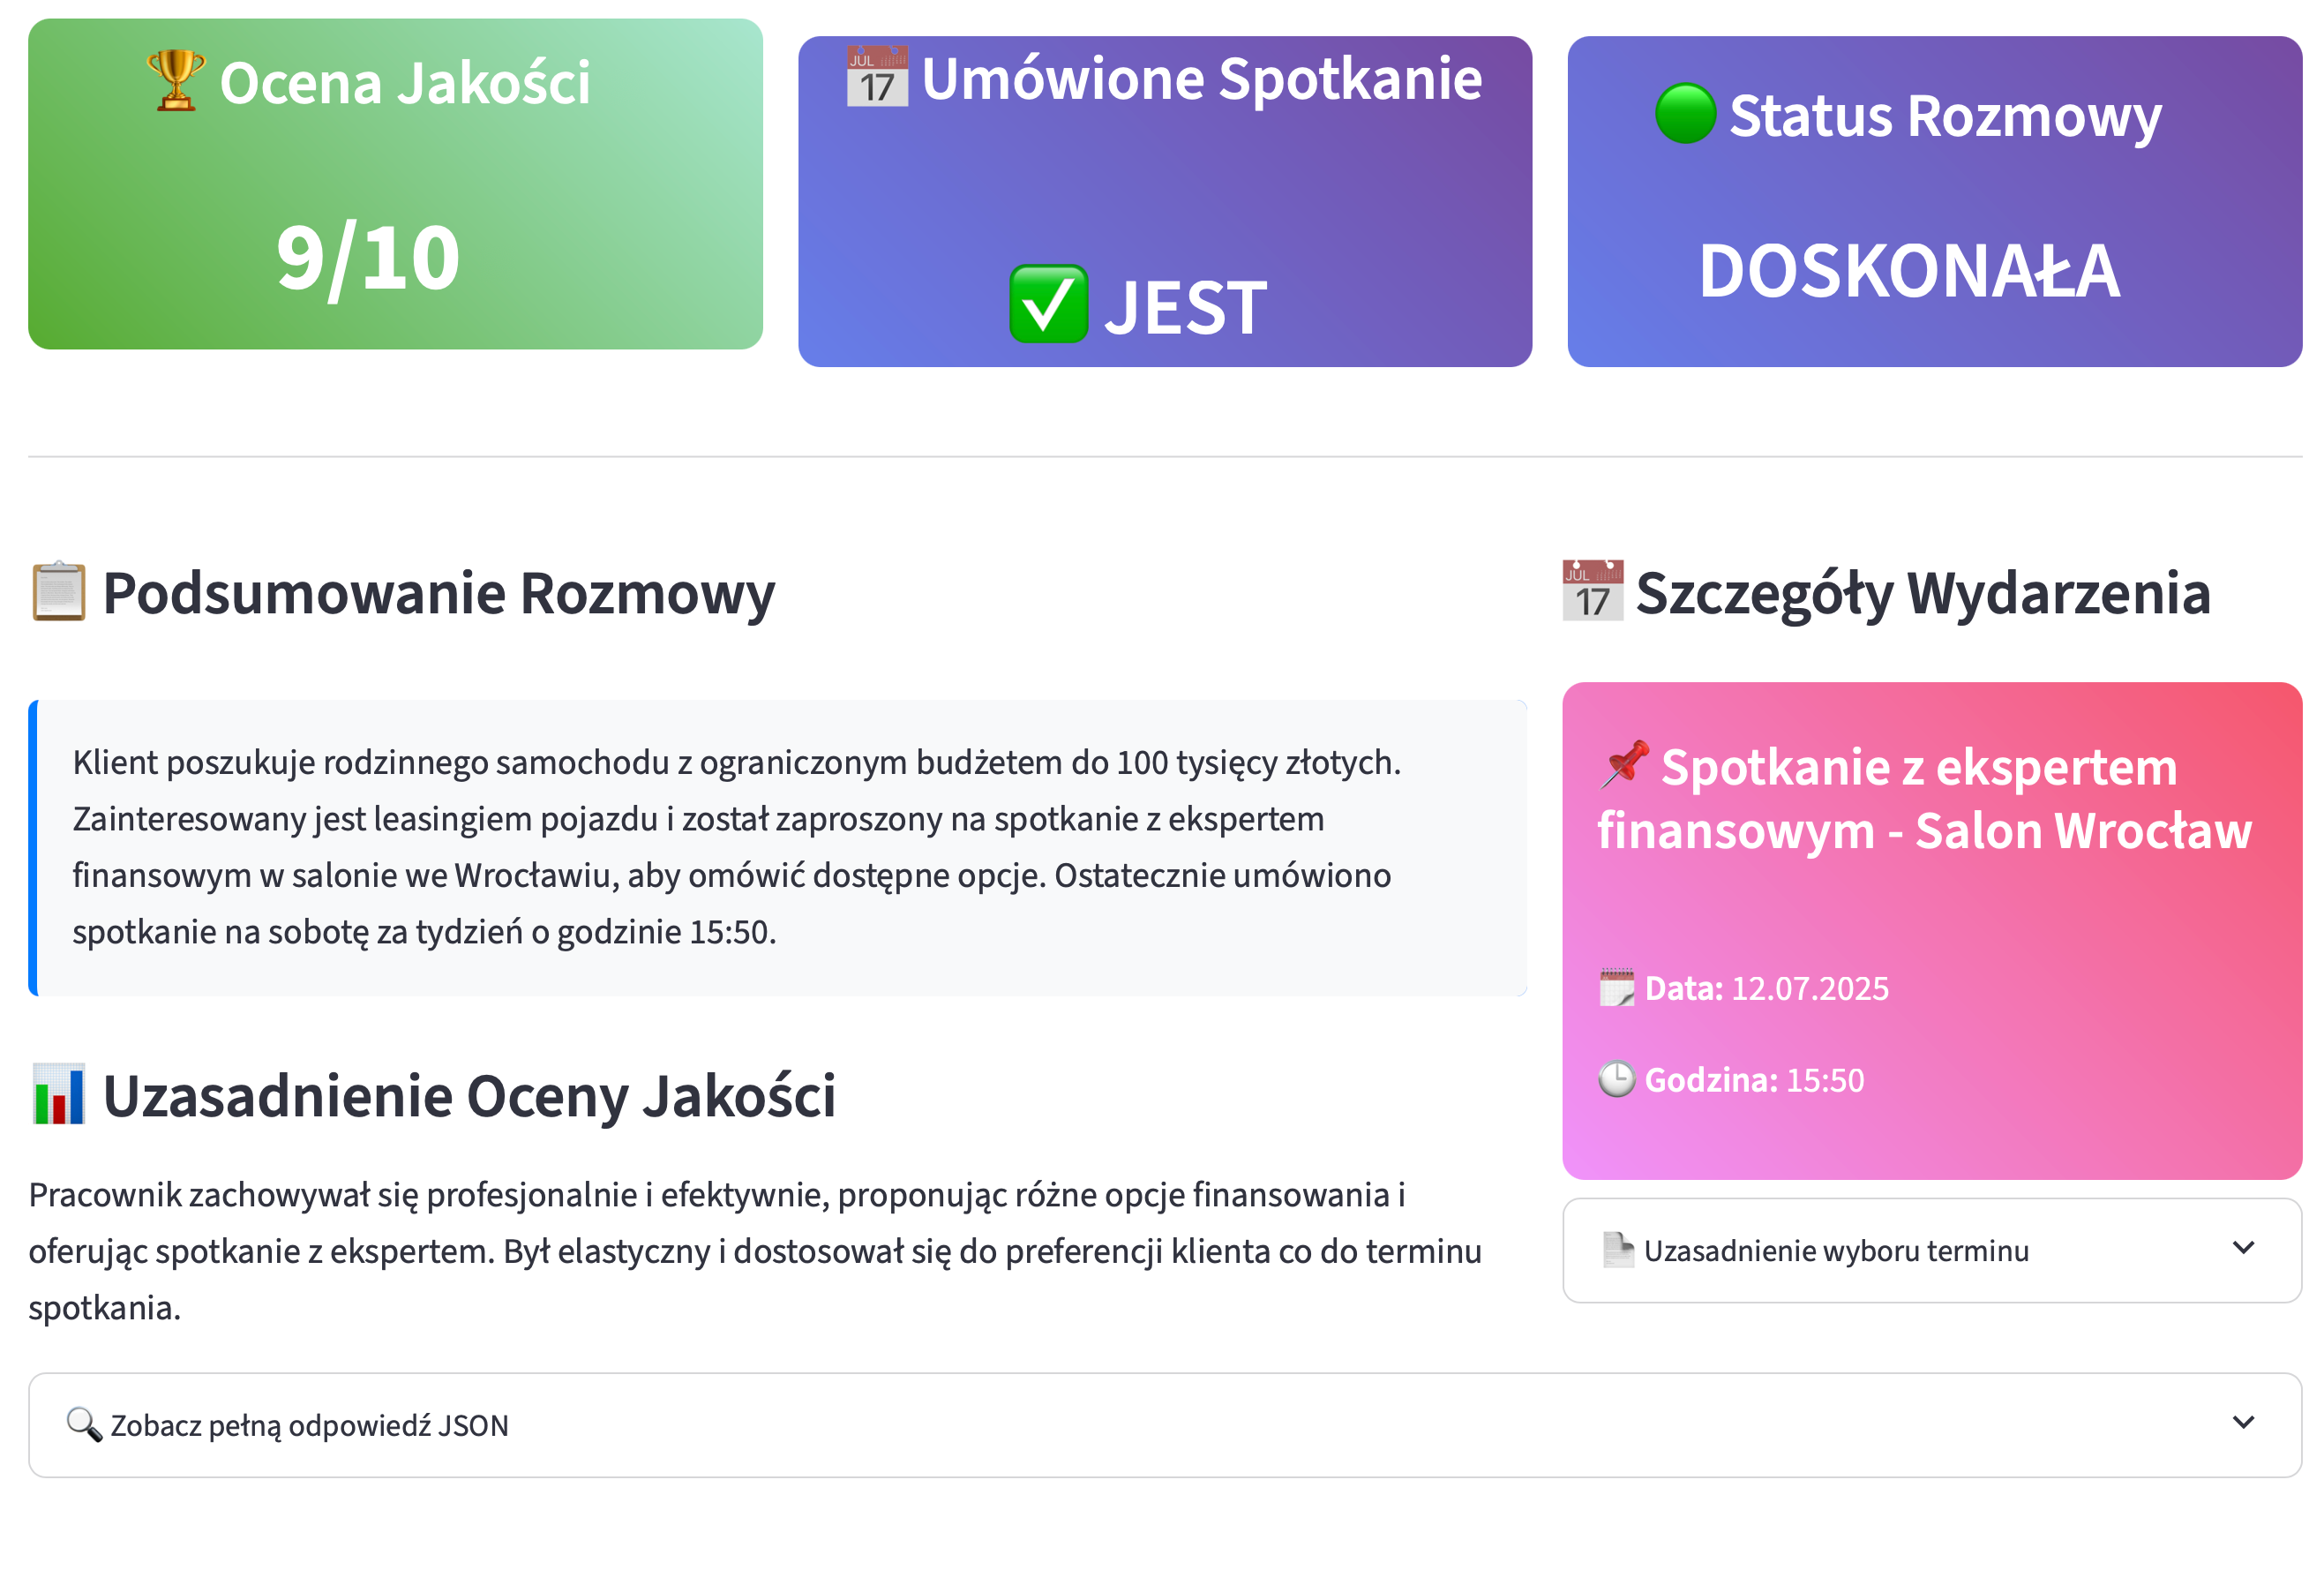 Ocena Jakości
9/10
JUL
17
Umówione Spotkanie
JEST
Status Rozmowy
DOSKONAŁA
Podsumowanie Rozmowy
Klient poszukuje rodzinnego samochodu z ograniczonym budżetem do 100 tysięcy złotych.
Zainteresowany jest leasingiem pojazdu i został zaproszony na spotkanie z ekspertem
finansowym w salonie we Wrocławiu, aby omówić dostępne opcje. Ostatecznie umówiono
spotkanie na sobotę za tydzień o godzinie 15:50.
Uzasadnienie Oceny Jakości
Pracownik zachowywał się profesjonalnie i efektywnie, proponując różne opcje finansowania i
oferując spotkanie z ekspertem. Był elastyczny i dostosował się do preferencji klienta co do terminu
spotkania.
JUL
17
Szczegóły Wydarzenia
Spotkanie z ekspertem
finansowym - Salon Wrocław
Data: 12.07.2025
Godzina: 15:50
Uzasadnienie wyboru terminu
Zobacz pełną odpowiedź JSON